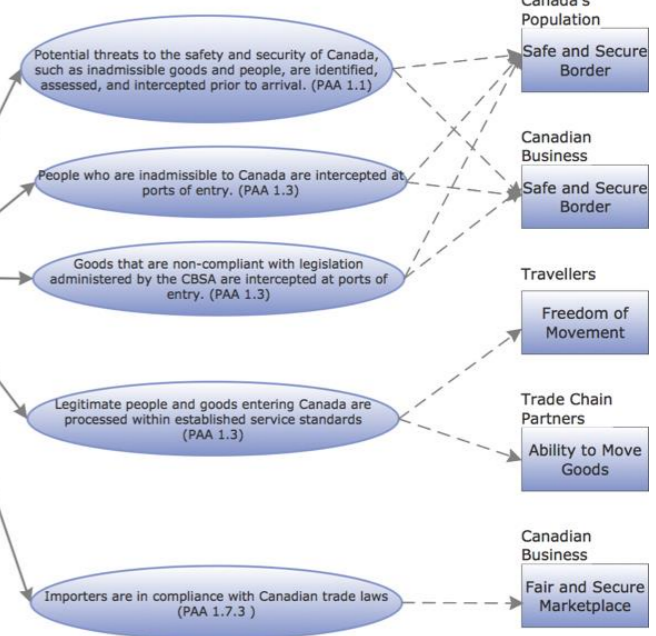 Canada's
Population
Potential threats to the safety and security of Canada,
such as inadmissible goods and people, are identified,
assessed, and intercepted prior to arrival. (PAA 1.1)
Safe and Secure
Border
People who are inadmissible to Canada are intercepted at
ports of entry. (PAA 1.3)
Canadian
Business
Safe and Secure
Border
Goods that are non-compliant with legislation
administered by the CBSA are intercepted at ports of
entry. (PAA 1.3)
Travellers
Freedom of
Movement
Legitimate people and goods entering Canada are
processed within established service standards
(PAA 1.3)
Trade Chain
Partners
Ability to Move
Goods
Importers are in compliance with Canadian trade laws
(PAA 1.7.3 )
Canadian
Business
Fair and Secure
Marketplace